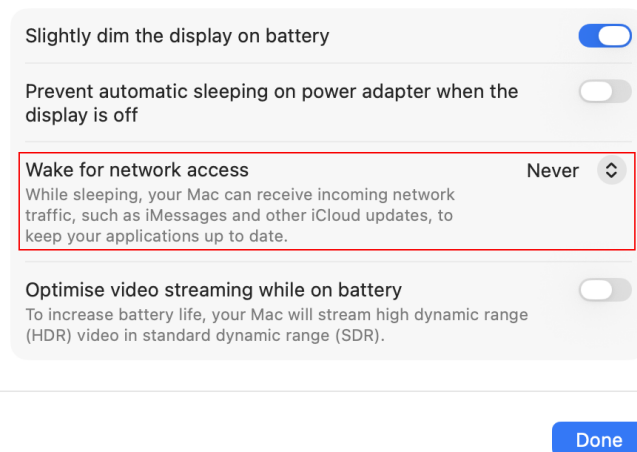 Slightly dim the display on battery
Prevent automatic sleeping on power adapter when the
display is off
Wake for network access
Never
While sleeping, your Mac can receive incoming network
traffic, such as iMessages and other iCloud updates, to
keep your applications up to date.
Optimise video streaming while on battery
To increase battery life, your Mac will stream high dynamic range
(HDR) video in standard dynamic range (SDR).
Done